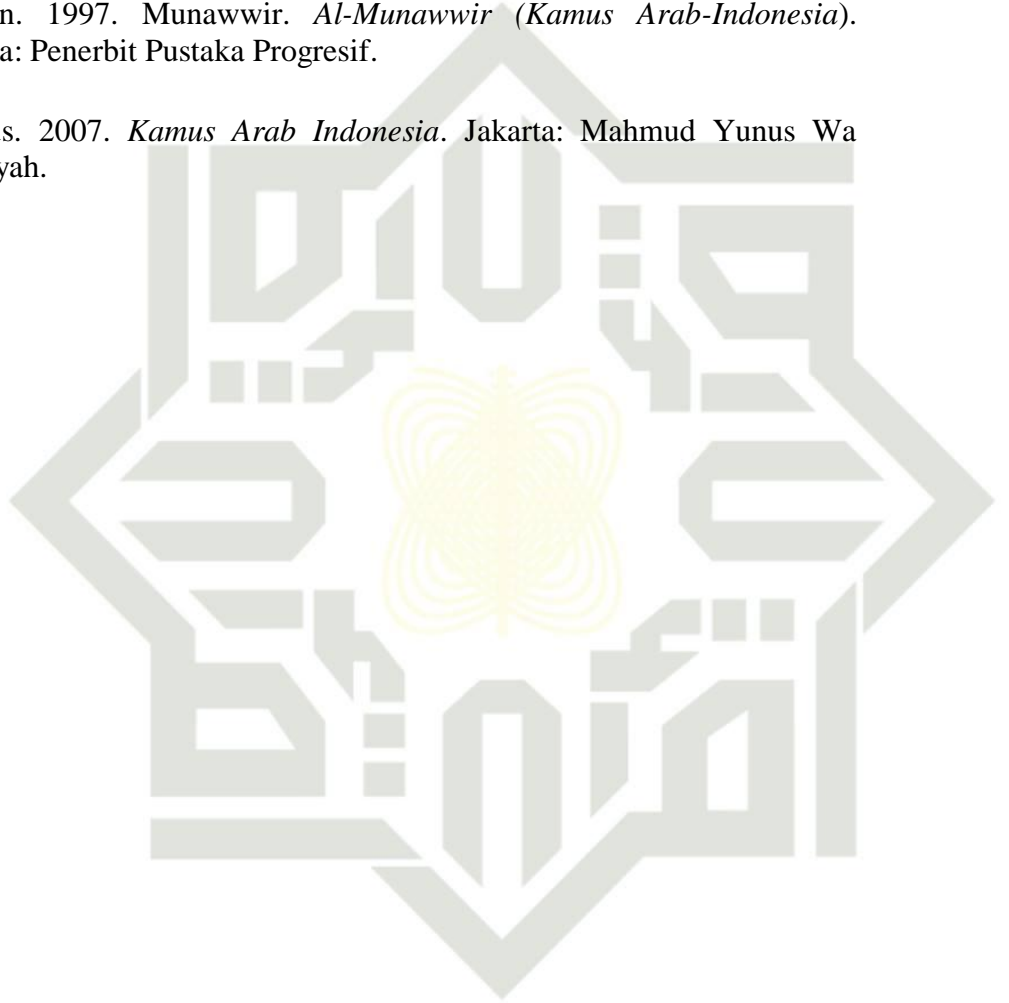 n. 1997. Munawwir. Al-Munawwir (Kamus Arab-Indonesia).
a: Penerbit Pustaka Progresif.
s. 2007. Kamus Arab Indonesia. Jakarta: Mahmud Yunus Wa
yah.